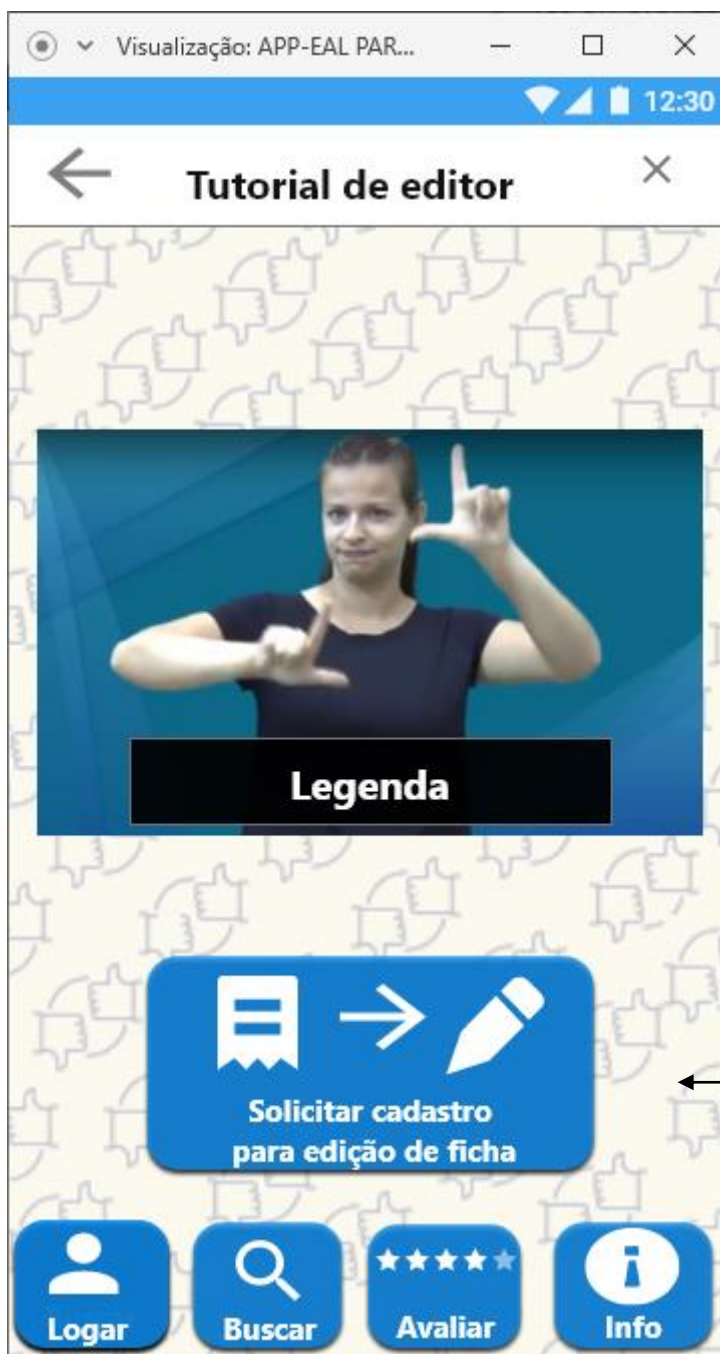 Visualização: APP-EAL PAR...
12:30
Tutorial de editor
Legenda
Solicitar cadastro
para edição de ficha
Logar
Buscar
Avaliar
Info